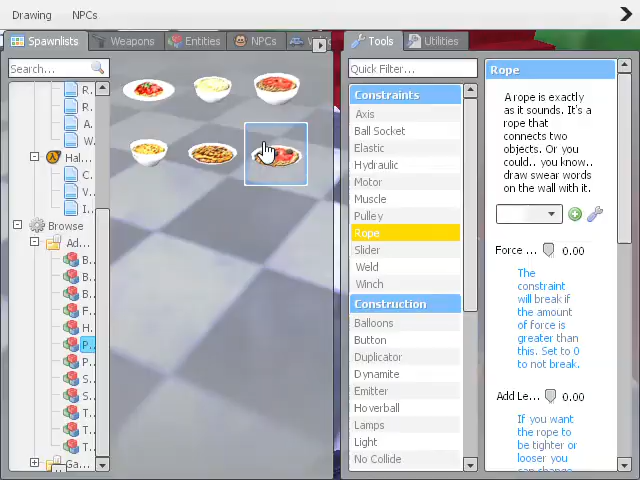 Drawing NPCs
Spawnlists Weapons Entities NPCs
Search...
R..
R..
A..
W..
Hal..
C..
V..
I..
Browse
Ad...
B..
B..
B..
F..
H..
P..
P..
S..
S..
T..
T..
T..
Ga...
Tools Utilities
Quick Filter...
Constraints
Axis
Ball Socket
Elastic
Hydraulic
Motor
Muscle
Pulley
Rope
Slider
Weld
Winch
Construction
Balloons
Button
Duplicator
Dynamite
Emitter
Hoverball
Lamps
Light
No Collide
Rope
A rope is exactly
as it sounds. It's a
rope that
connects two
objects. Or you
could.. you know..
draw swear words
on the wall with it.
Force ... 0.00
The
constraint
will break if
the amount
of force is
greater than
this. Set to 0
to not break.
Add Le... 0.00
If you want
the rope to
be tighter or
looser you
can change